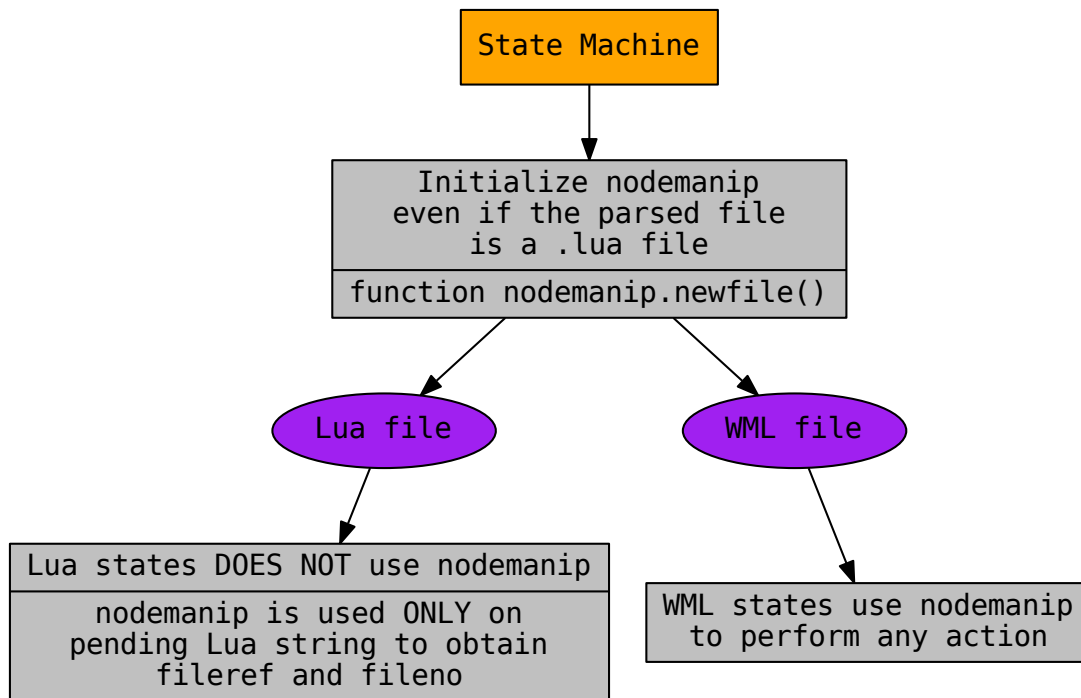 State Machine
Initialize nodemanip
even if the parsed file
is a .lua file
function nodemanip.newfile()
Lua file
WML file
Lua states DOES NOT use nodemanip
nodemanip is used ONLY on
pending Lua string to obtain
fileref and fileno
WML states use nodemanip
to perform any action